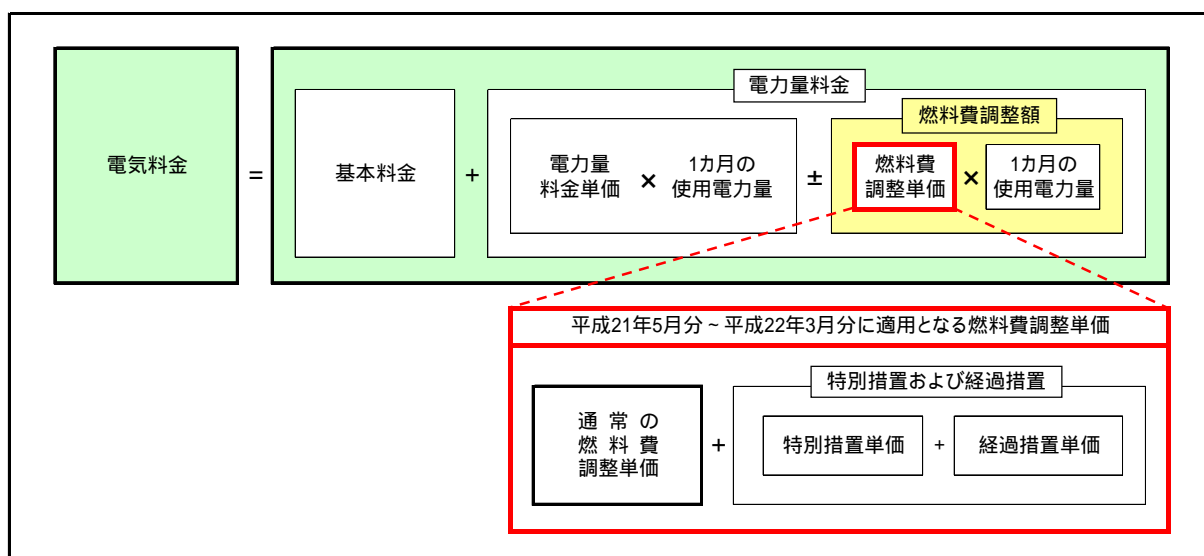 電力量料金
燃料費調整額
電気料金
=
基本料金
+
電力量
料金単価
×
1カ月の
使用電力量
±
燃料費
調整単価
×
1カ月の
使用電力量
平成21年5月分 ~ 平成22年3月分に適用となる燃料費調整単価
特別措置および経過措置
通 常 の
燃 料 費
調整単価
+
特別措置単価
+
経過措置単価